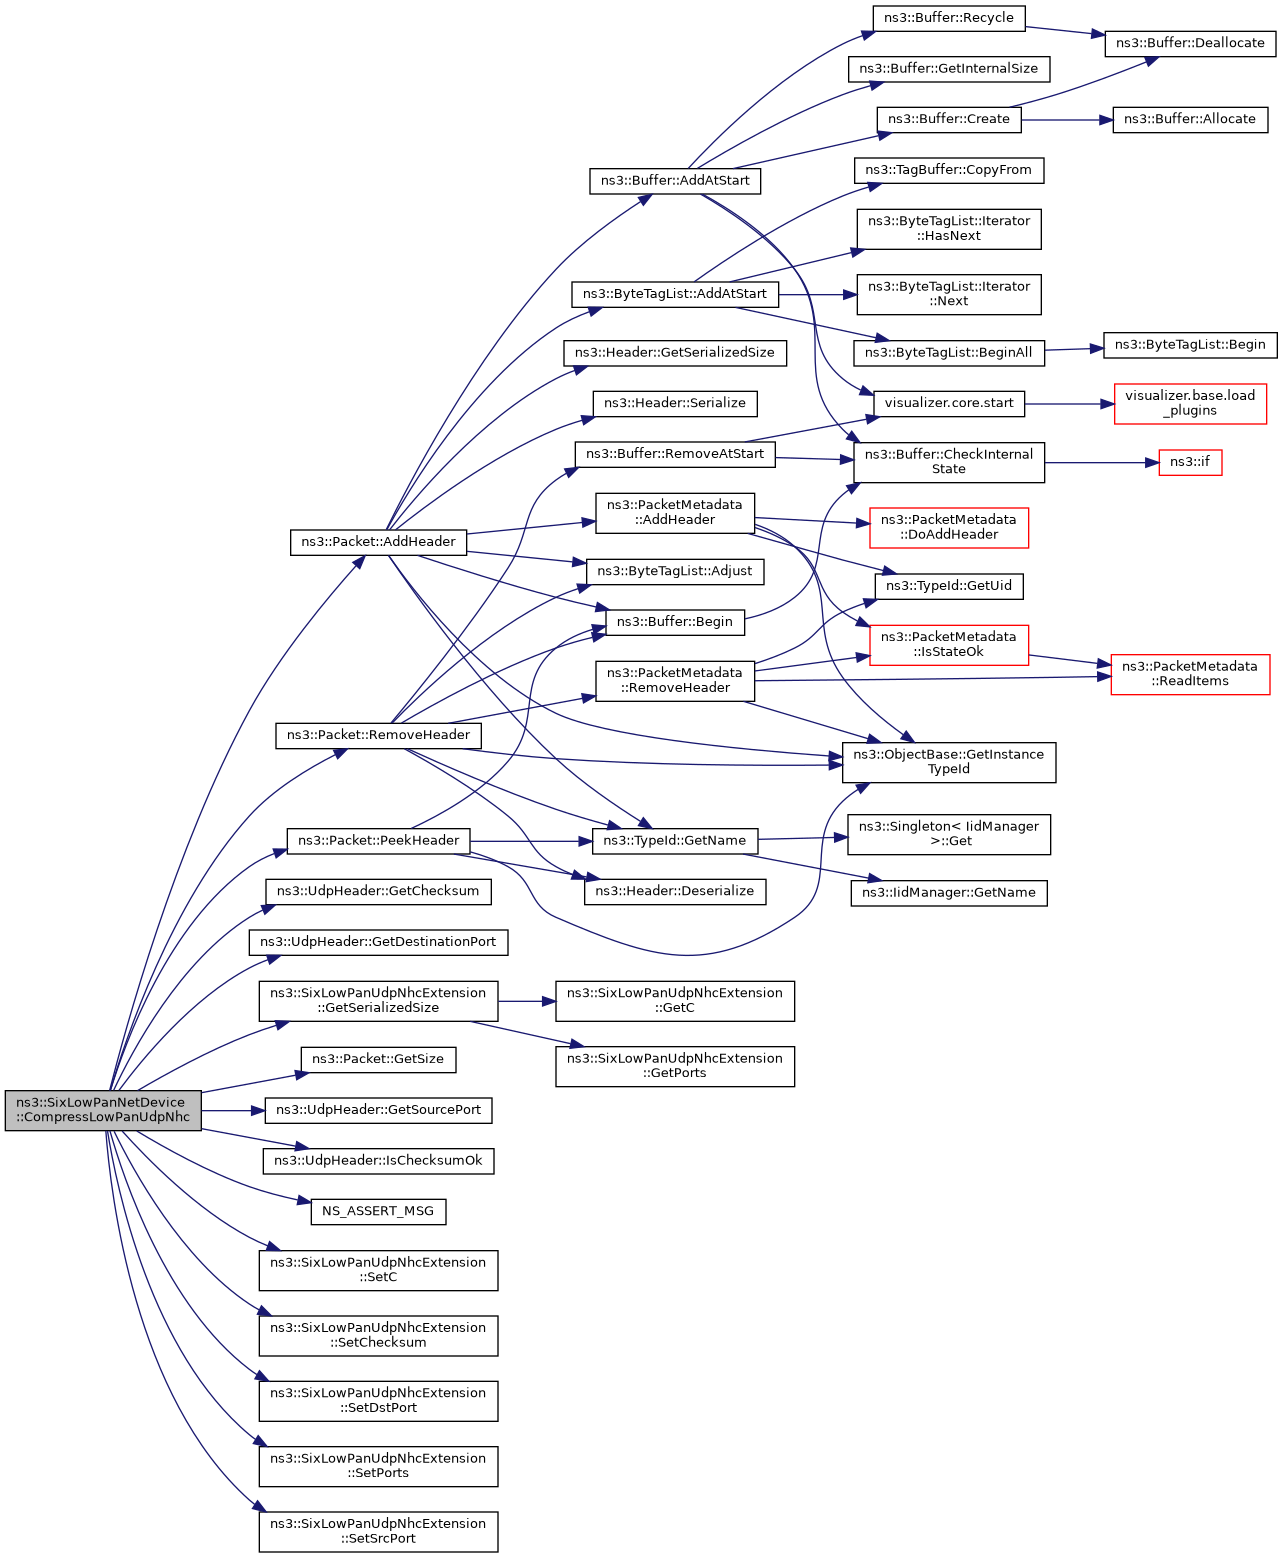 ns3::Buffer::Recycle
ns3::Buffer::Deallocate
ns3::Buffer::GetInternalSize
ns3::Buffer::Create
ns3::Buffer::Allocate
ns3::TagBuffer::CopyFrom
ns3::Buffer::AddAtStart
ns3::ByteTagList::Iterator
::HasNext
ns3::ByteTagList::AddAtStart
ns3::ByteTagList::Iterator
::Next
ns3::Header::GetSerializedSize
ns3::ByteTagList::BeginAll
ns3::ByteTagList::Begin
ns3::Header::Serialize
visualizer.core.start
visualizer.base.load
_plugins
ns3::Buffer::RemoveAtStart
ns3::Buffer::CheckInternal
State
ns3::if
ns3::PacketMetadata
::AddHeader
ns3::PacketMetadata
::DoAddHeader
ns3::Packet::AddHeader
ns3::ByteTagList::Adjust
ns3::TypeId::GetUid
ns3::Buffer::Begin
ns3::PacketMetadata
::IsStateOk
ns3::PacketMetadata
::RemoveHeader
ns3::PacketMetadata
::ReadItems
ns3::Packet::RemoveHeader
ns3::ObjectBase::GetInstance
TypeId
ns3::Packet::PeekHeader
ns3::TypeId::GetName
ns3::Singleton< IidManager
>::Get
ns3::UdpHeader::GetChecksum
ns3::Header::Deserialize
ns3::IidManager::GetName
ns3::UdpHeader::GetDestinationPort
ns3::SixLowPanUdpNhcExtension
::GetSerializedSize
ns3::SixLowPanUdpNhcExtension
::GetC
ns3::Packet::GetSize
ns3::SixLowPanUdpNhcExtension
::GetPorts
ns3::SixLowPanNetDevice
::CompressLowPanUdpNhc
ns3::UdpHeader::GetSourcePort
ns3::UdpHeader::IsChecksumOk
NS_ASSERT_MSG
ns3::SixLowPanUdpNhcExtension
::SetC
ns3::SixLowPanUdpNhcExtension
::SetChecksum
ns3::SixLowPanUdpNhcExtension
::SetDstPort
ns3::SixLowPanUdpNhcExtension
::SetPorts
ns3::SixLowPanUdpNhcExtension
::SetSrcPort